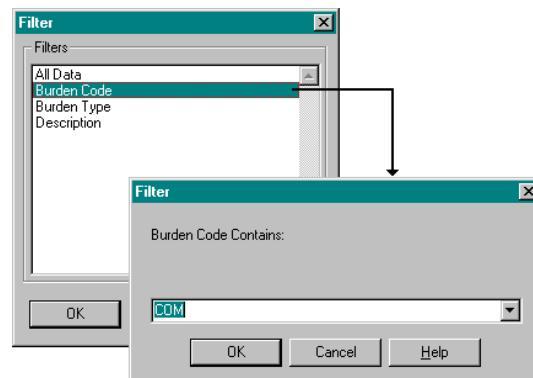 Filter
Filters
All Data
Burden Code
Burden Type
Description
OK
Filter
Burden Code Contains:
COM
OK Cancel Help